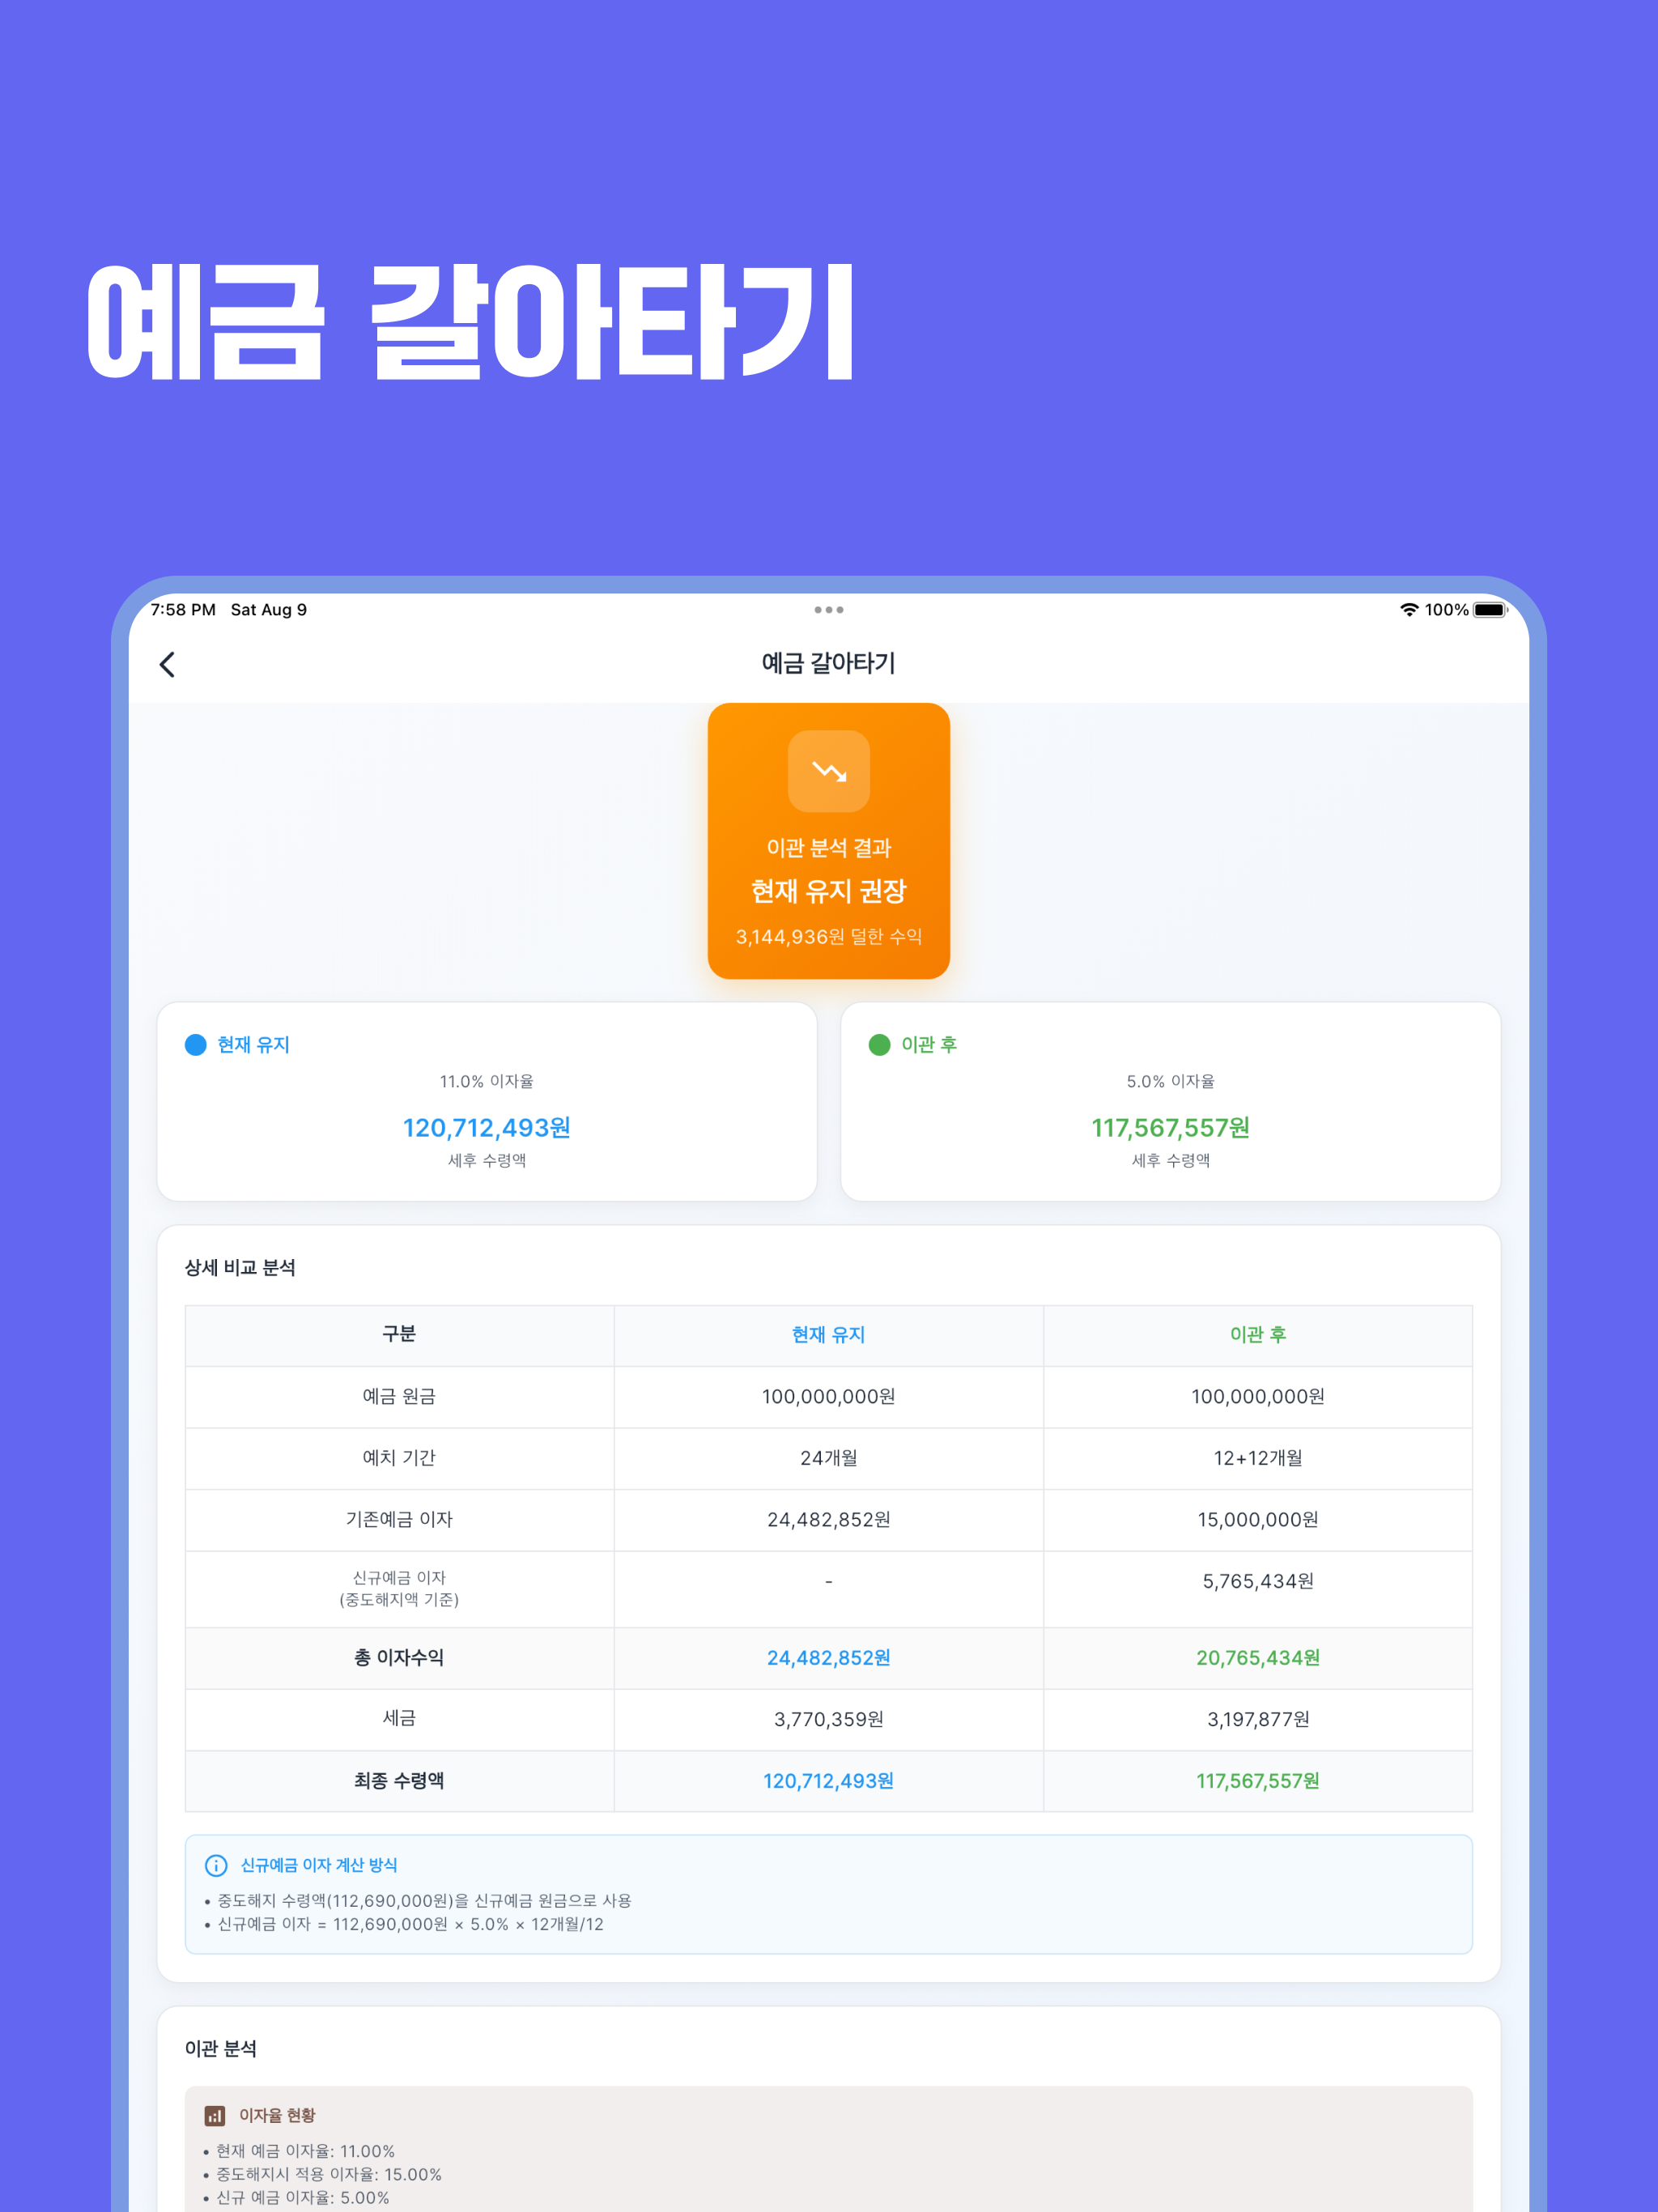 예금 갈아타기
7:58 PM Sat Aug 9 100%
예금 갈아타기
이관 분석 결과
현재 유지 권장
3,144,936원 덜한 수익
현재 유지
11.0% 이자율
120,712,493원
세후 수령액
이관 후
5.0% 이자율
117,567,557원
세후 수령액
상세 비교 분석
구분 현재 유지 이관 후
예금 원금 100,000,000원 100,000,000원
예치 기간 24개월 12+12개월
기존예금 이자 24,482,852원 15,000,000원
신규예금 이자
(중도해지액 기준) - 5,765,434원
총 이자수익 24,482,852원 20,765,434원
세금 3,770,359원 3,197,877원
최종 수령액 120,712,493원 117,567,557원
신규예금 이자 계산 방식
• 중도해지 수령액(112,690,000원)을 신규예금 원금으로 사용
• 신규예금 이자 = 112,690,000원 × 5.0% × 12개월/12
이관 분석
이자율 현황
• 현재 예금 이자율: 11.00%
• 중도해지시 적용 이자율: 15.00%
• 신규 예금 이자율: 5.00%